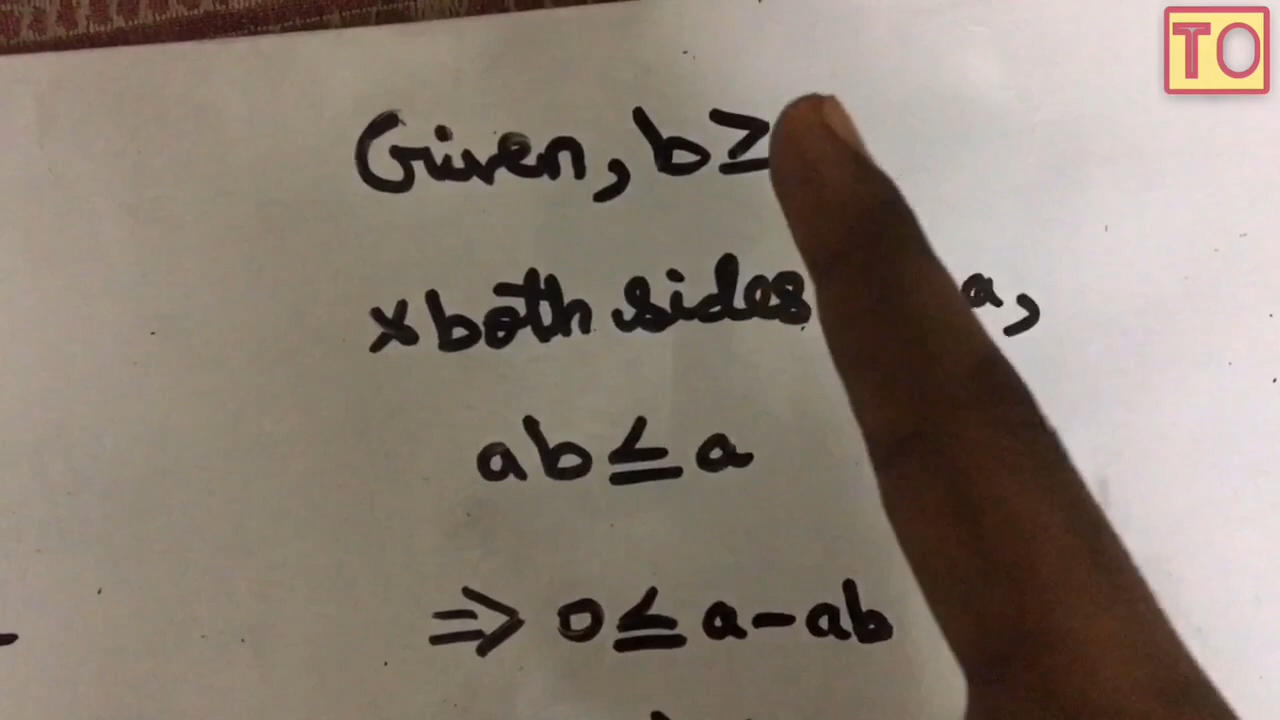 TO
Given, b≥
×both sides a,
ab≤a
⇒ 0≤a-ab